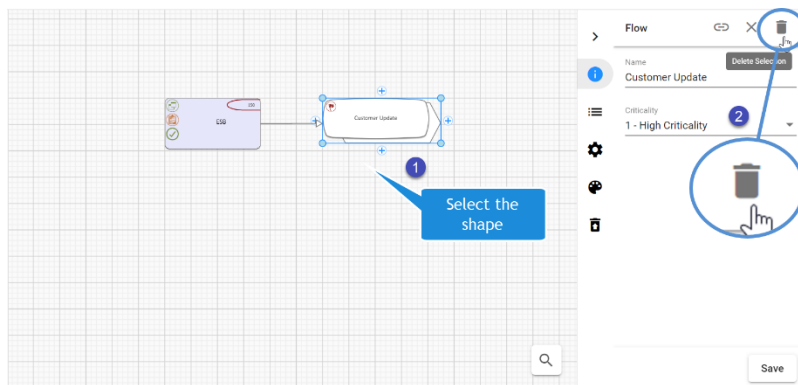 Flow
Delete Selection
Name
Customer Update
Criticality
1 - High Criticality
2
ESB
Customer Update
1
Select the
shape
Save